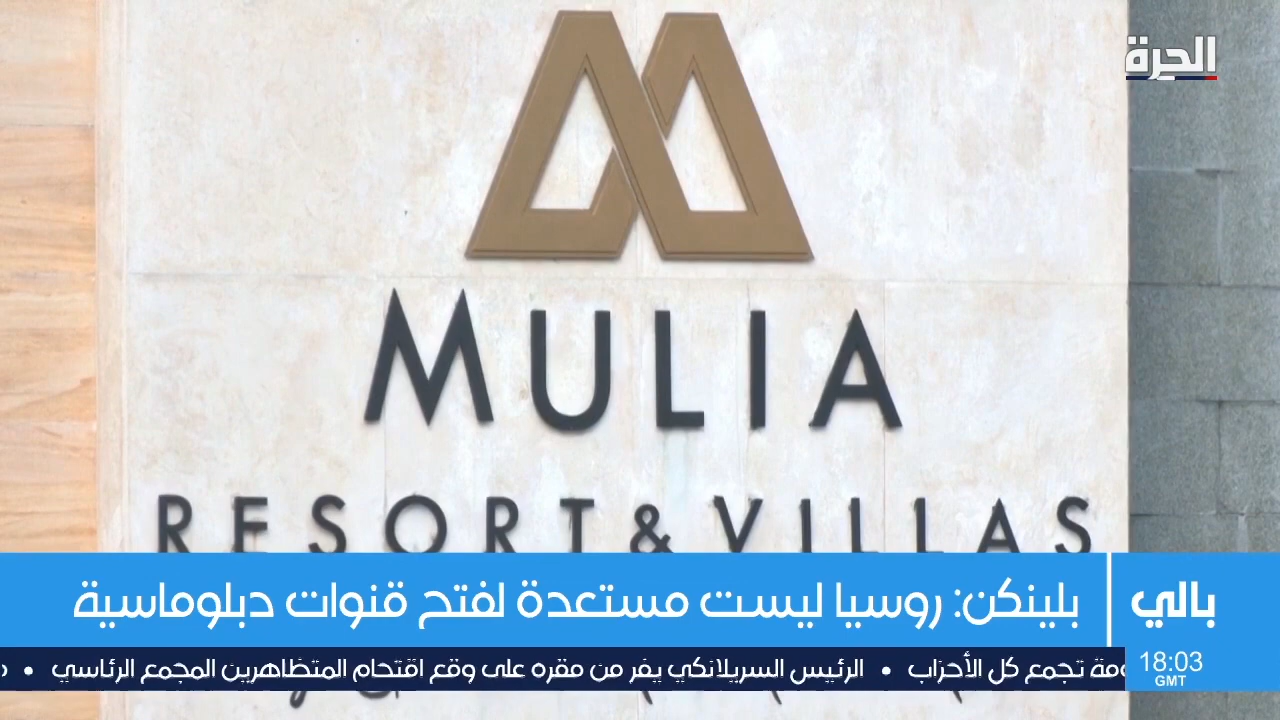 الحرة
MULIA
RESORT & VILLAS
بالي
بلينكن: روسيا ليست مستعدة لفتح قنوات دبلوماسية
18:03
GMT
تجمع كل الأحزاب • الرئيس السريلانكي يفر من مقره على وقع اقتحام المتظاهرين المجمع الرئاسي •